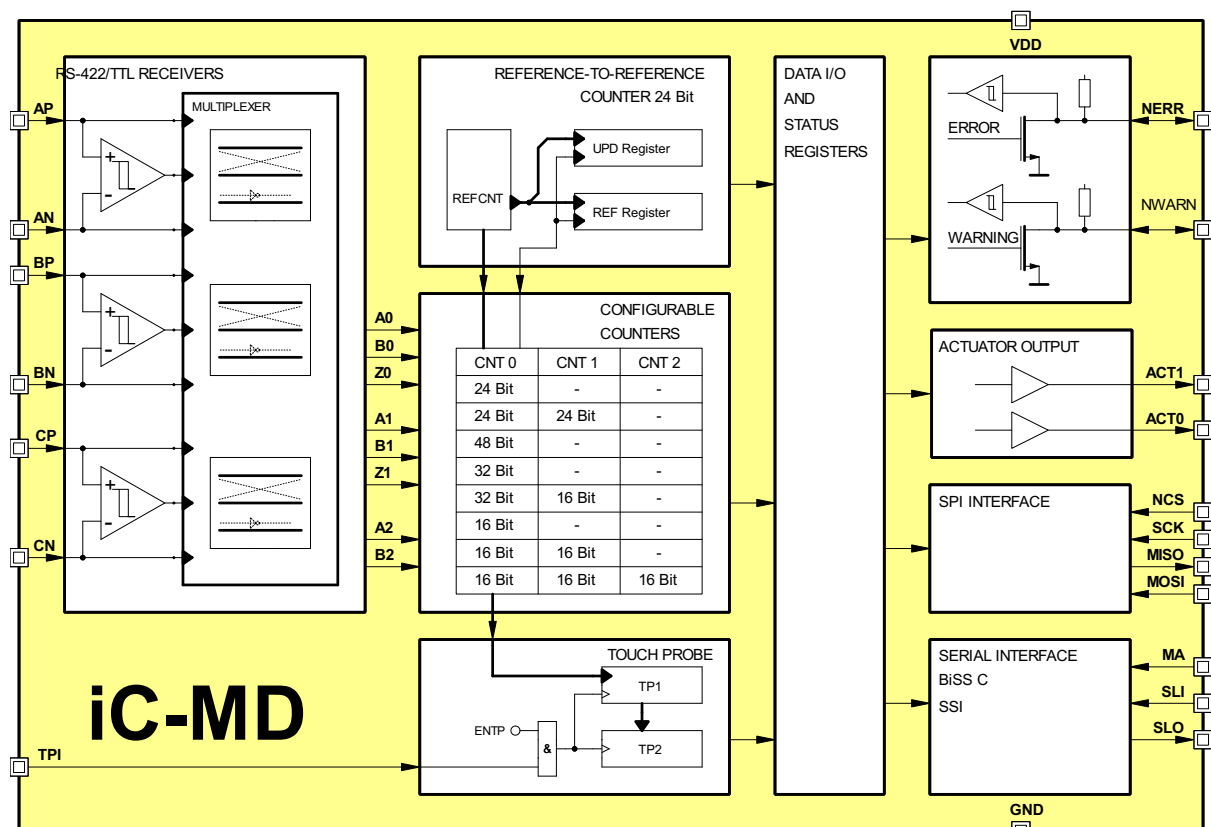 VDD
RS-422/TTL RECEIVERS
MULTIPLEXER
AP
+
-
AN
BP
+
-
BN
CP
+
-
CN
A0
B0
Z0
A1
B1
Z1
A2
B2
REFERENCE-TO-REFERENCE
COUNTER 24 Bit
REFCNT
UPD Register
REF Register
CONFIGURABLE
COUNTERS
CNT 0 CNT 1 CNT 2
24 Bit - -
24 Bit 24 Bit -
48 Bit - -
32 Bit - -
32 Bit 16 Bit -
16 Bit - -
16 Bit 16 Bit -
16 Bit 16 Bit 16 Bit
TOUCH PROBE
TP1
ENTP
&
TP2
iC-MD
TPI
DATA I/O
AND
STATUS
REGISTERS
ERROR
NERR
WARNING
NWARN
ACTUATOR OUTPUT
ACT1
ACT0
SPI INTERFACE
NCS
SCK
MISO
MOSI
SERIAL INTERFACE
BiSS C
SSI
MA
SLI
SLO
GND